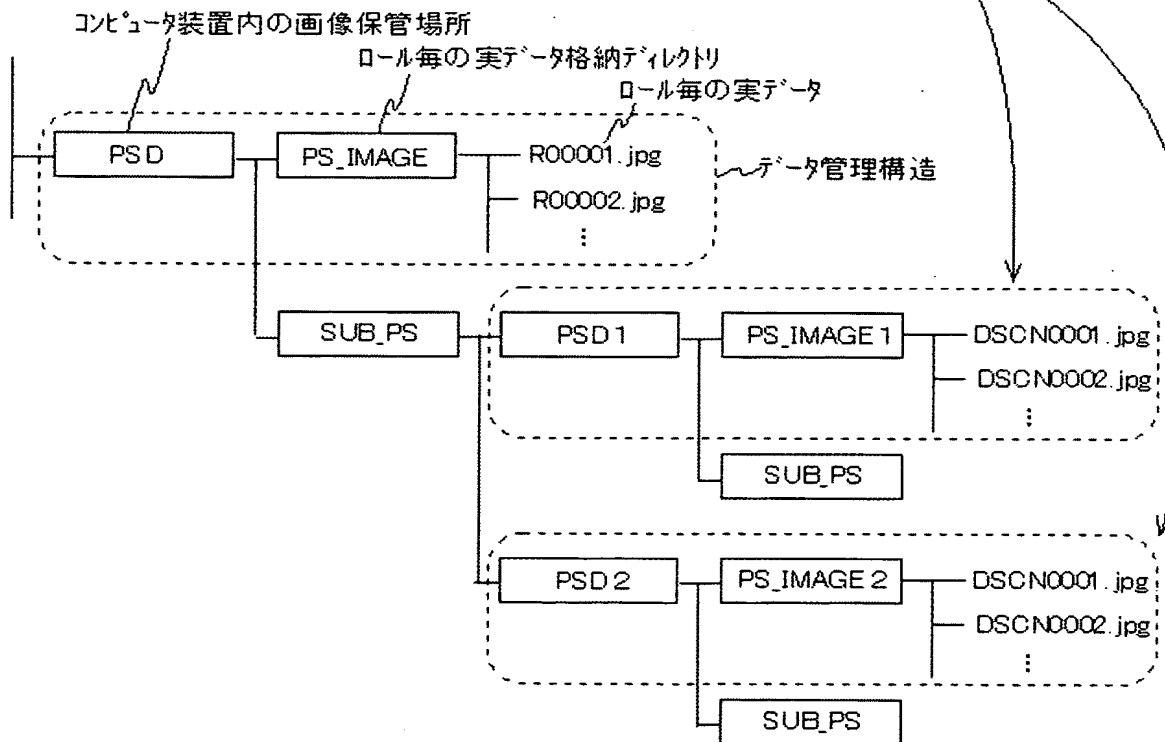 コンピュータ装置内の画像保管場所
ロール毎の実データ格納ディレクトリ
ロール毎の実データ
PSD
PS_IMAGE
R00001.jpg
データ管理構造
R00002.jpg
⋮
SUB_PS
PSD1
PS_IMAGE1
DSCN0001.jpg
DSCN0002.jpg
⋮
SUB_PS
PSD2
PS_IMAGE2
DSCN0001.jpg
DSCN0002.jpg
⋮
SUB_PS